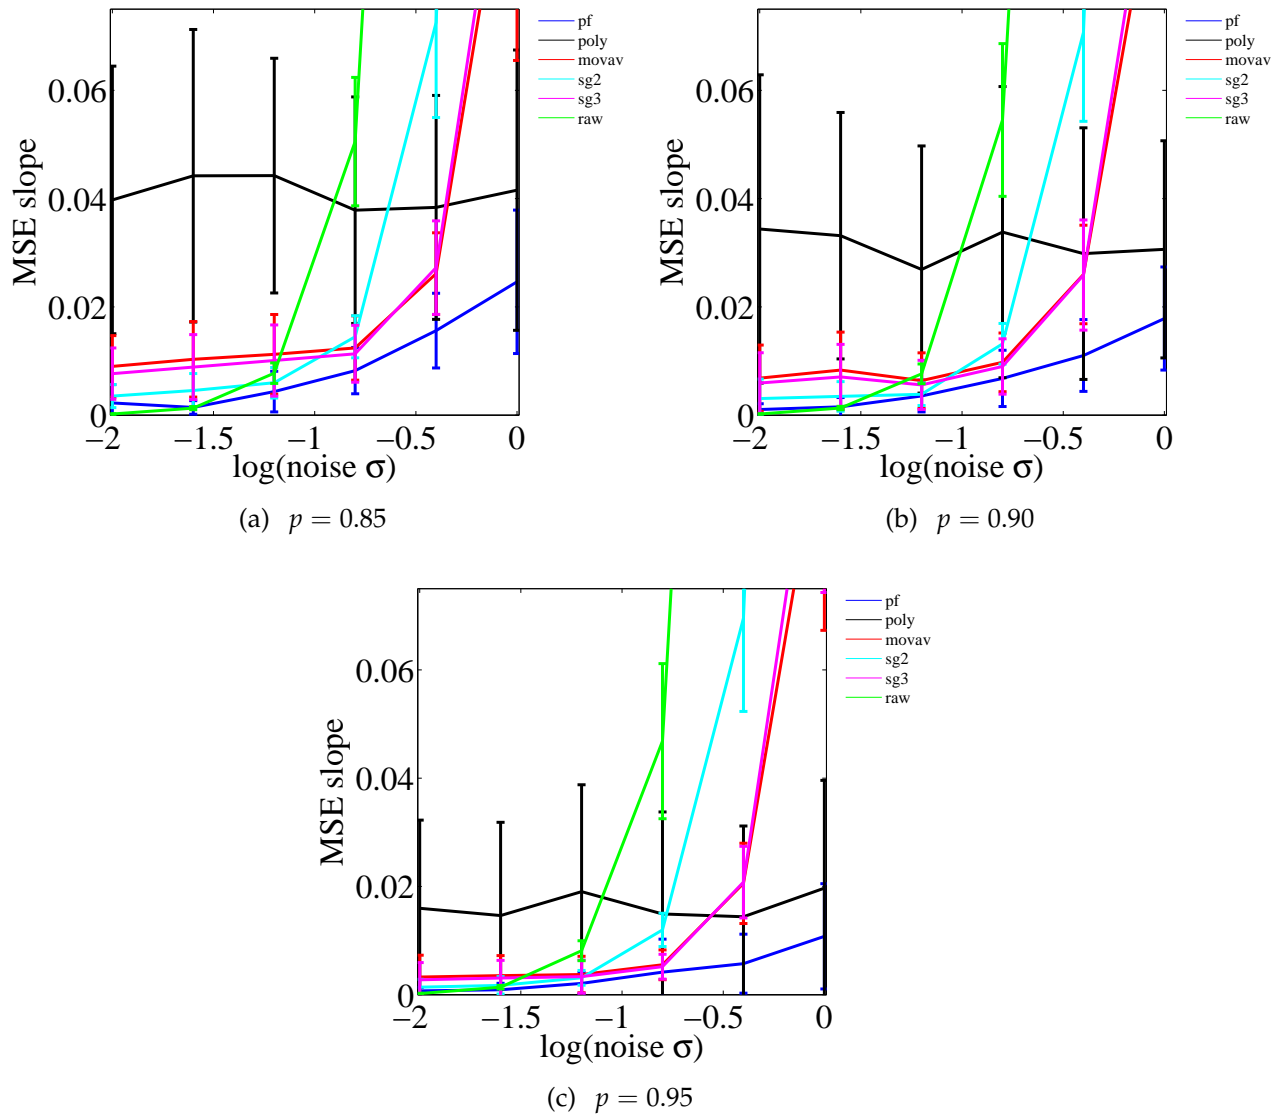 pf
poly
movav
sg2
sg3
raw
0.06
0.04
0.02
0
MSE slope
−2 −1.5 −1 −0.5 0
log(noise σ)
(a) p = 0.85
pf
poly
movav
sg2
sg3
raw
0.06
0.04
0.02
0
MSE slope
−2 −1.5 −1 −0.5 0
log(noise σ)
(b) p = 0.90
pf
poly
movav
sg2
sg3
raw
0.06
0.04
0.02
0
MSE slope
−2 −1.5 −1 −0.5 0
log(noise σ)
(c) p = 0.95